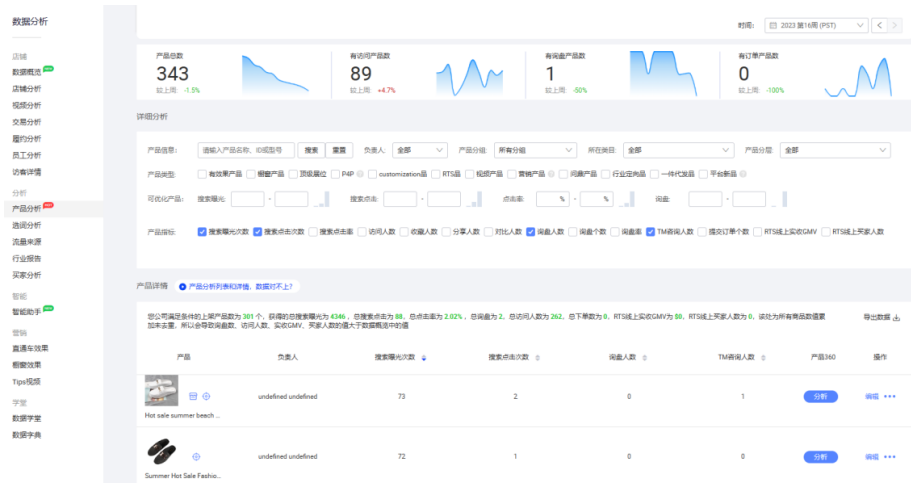 数据分析
时间: 2023 第16周 (PST)
店铺
数据概览
店铺分析
视频分析
交易分析
履约分析
员工分析
访客详情
分析
产品分析
选词分析
流量来源
行业报告
买家分析
智能
智能助手
营销
直通车效果
橱窗效果
Tips视频
学堂
数据学堂
数据字典
产品总数
343
较上周: -1.5%
有访问产品数
89
较上周: +4.7%
有询盘产品数
1
较上周: -50%
有订单产品数
0
较上周: -100%
详细分析
产品信息: 请输入产品名称、ID或型号 搜索 重置 负责人: 全部 产品分组: 所有分组 所在类目: 全部 产品分层: 全部
产品类型: 有效果产品 橱窗产品 顶级展位 P4P customization品 RTS品 视频产品 营销产品 问鼎产品 行业定向品 一件代发品 平台新品
可优化产品: 搜索曝光: - 搜索点击: - 点击率: % - % 询盘: -
产品指标: 搜索曝光次数 搜索点击次数 搜索点击率 访问人数 收藏人数 分享人数 对比人数 询盘人数 询盘个数 询盘率 TM咨询人数 提交订单个数 RTS线上实收GMV RTS线上买家人数
产品详情 产品分析列表和详情，数据对不上？
您公司满足条件的上架产品数为 301 个，获得的总搜索曝光为 4346 ，总搜索点击为 88，总点击率为 2.02% ，总询盘为 2，总访问人数为 262，总下单数为 0，RTS线上实收GMV为 $0，RTS线上买家人数为 0，该处为所有商品数值累
加未去重，所以会导致询盘数、访问人数、实收GMV、买家人数的值大于数据概览中的值
导出数据
产品 负责人 搜索曝光次数 搜索点击次数 询盘人数 TM咨询人数 产品360 操作
undefined undefined 73 2 0 1 分析 编辑
Hot sale summer beach ...
undefined undefined 72 1 0 0 分析 编辑
Summer Hot Sale Fashio...